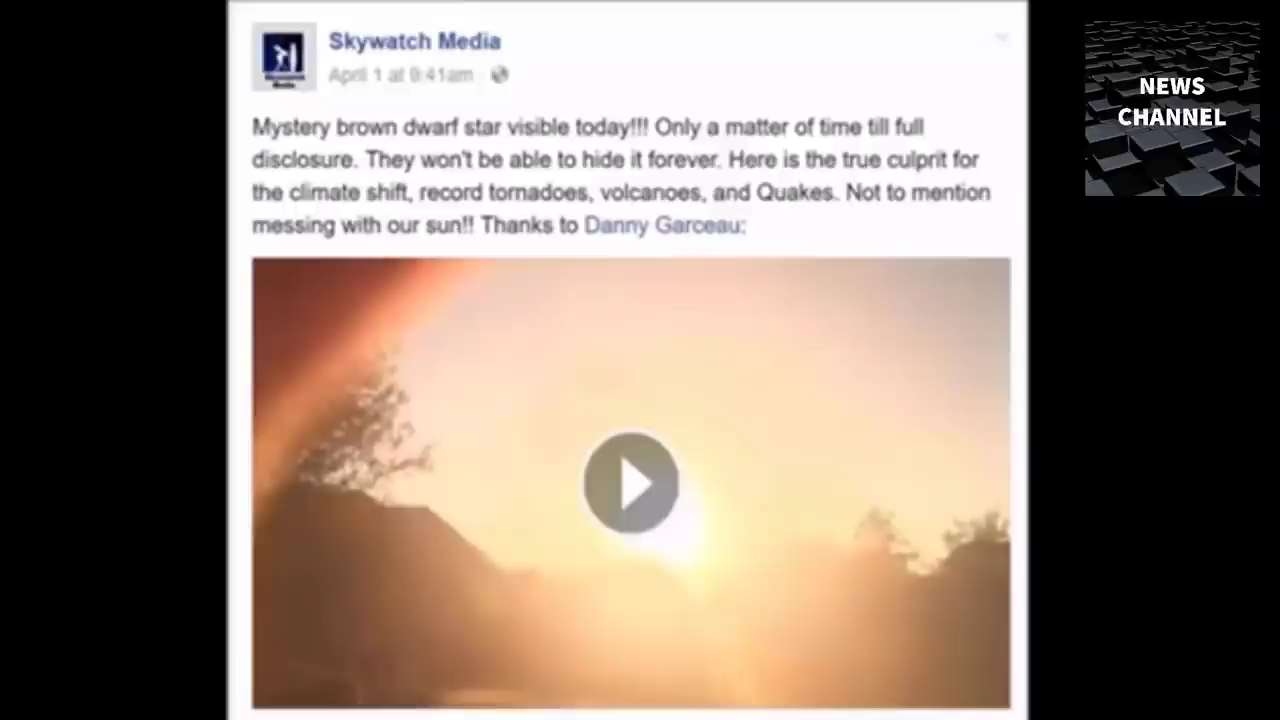 Skywatch Media
April 1 at 9:41am
NEWS
CHANNEL
Mystery brown dwarf star visible today!!! Only a matter of time till full
disclosure. They won't be able to hide it forever. Here is the true culprit for
the climate shift, record tornadoes, volcanoes, and Quakes. Not to mention
messing with our sun!! Thanks to Danny Garceau: